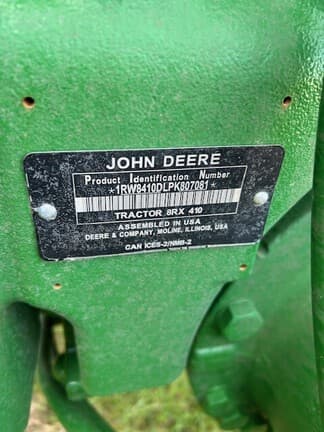 JOHN DEERE
Product Identification Number
*1RW8410DLPK807081*
TRACTOR 8RX 410
ASSEMBLED IN USA
DEERE & COMPANY, MOLINE, ILLINOIS, USA
CAN ICES-2/NMB-2